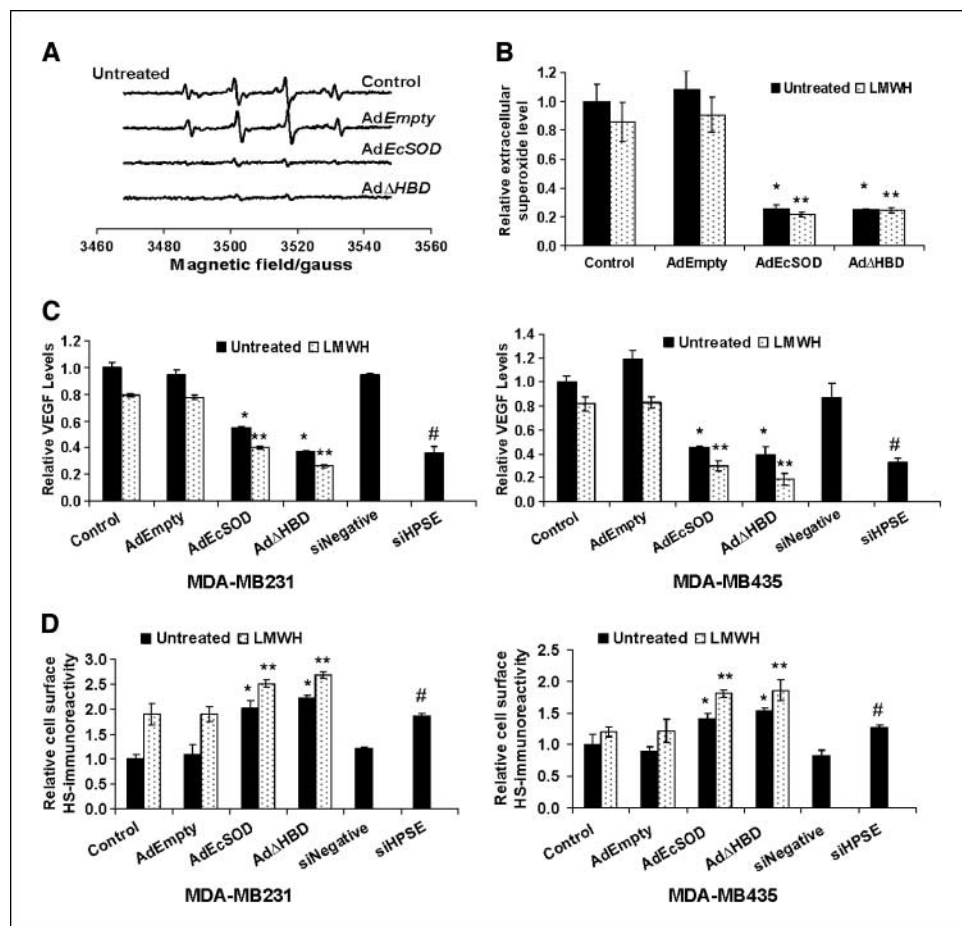 A
Untreated
Control
AdEmpty
AdEcSOD
AdΔHBD
3460 3480 3500 3520 3540 3560
Magnetic field/gauss
B
Untreated LMWH
Relative extracellular
superoxide level
1.2
1.0
0.8
0.6
0.4
0.2
0.0
* ** * **
Control AdEmpty AdEcSOD AdΔHBD
C
Untreated LMWH
Relative VEGF Levels
1.2
1.0
0.8
0.6
0.4
0.2
0.0
* ** * ** #
Control AdEmpty AdEcSOD AdΔHBD siNegative siHPSE
MDA-MB231
Untreated LMWH
Relative VEGF Levels
1.4
1.2
1.0
0.8
0.6
0.4
0.2
0.0
* ** * ** #
Control AdEmpty AdEcSOD AdΔHBD siNegative siHPSE
MDA-MB435
D
Untreated LMWH
Relative cell surface
HS-immunoreactivity
3.0
2.5
2.0
1.5
1.0
0.5
0.0
* ** * ** #
Control AdEmpty AdEcSOD AdΔHBD siNegative siHPSE
MDA-MB231
Untreated LMWH
Relative cell surface
HS-immunoreactivity
2.5
2.0
1.5
1.0
0.5
0.0
* ** * ** #
Control AdEmpty AdEcSOD AdΔHBD siNegative siHPSE
MDA-MB435